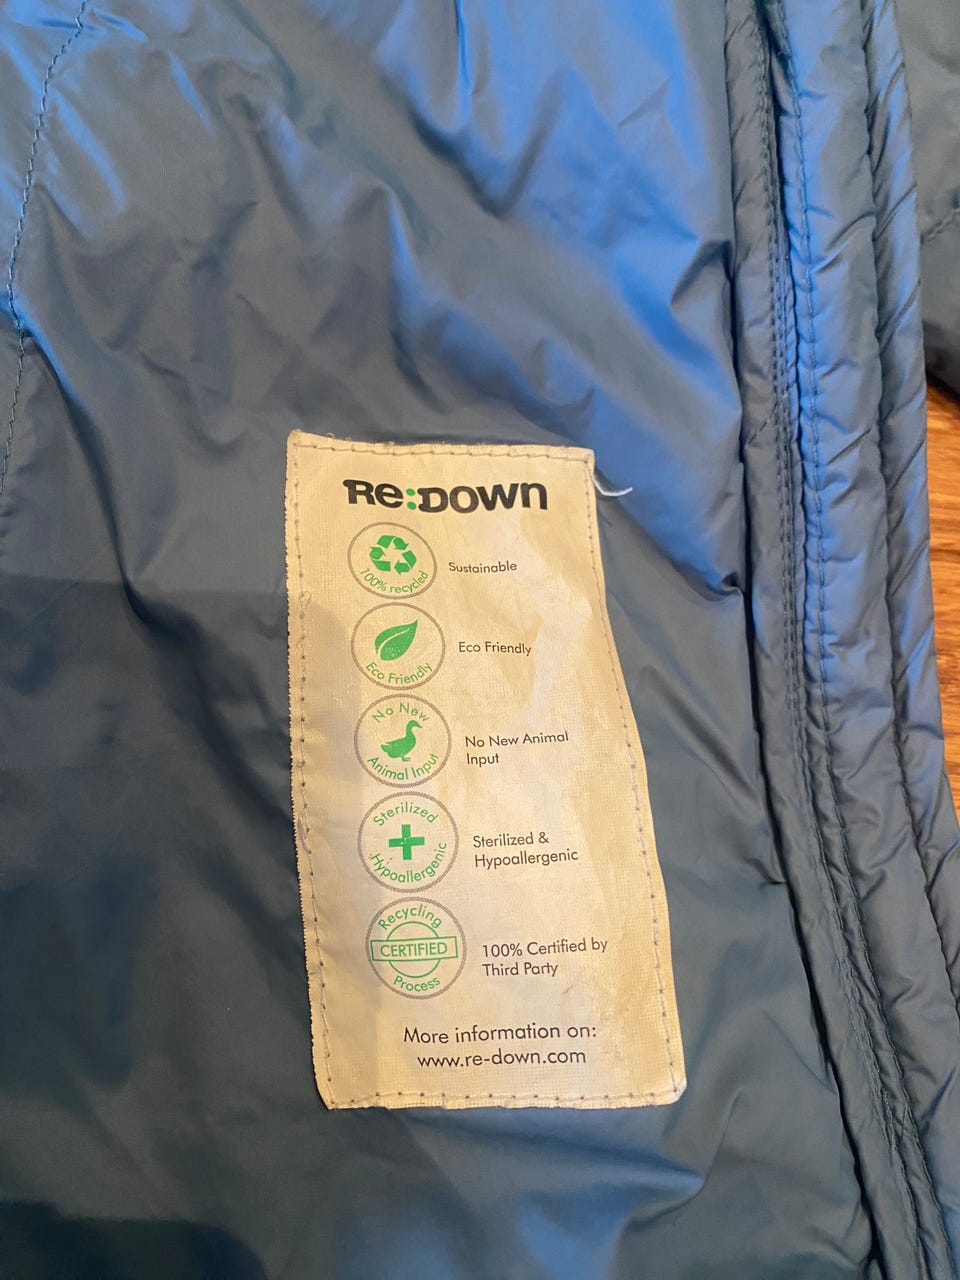 Re:DOWN
100% recycled
Sustainable
Eco Friendly
Eco Friendly
No New
Animal Input
No New Animal
Input
Sterilized
Hypoallergenic
Sterilized &
Hypoallergenic
Recycling
CERTIFIED
Process
100% Certified by
Third Party
More information on:
www.re-down.com